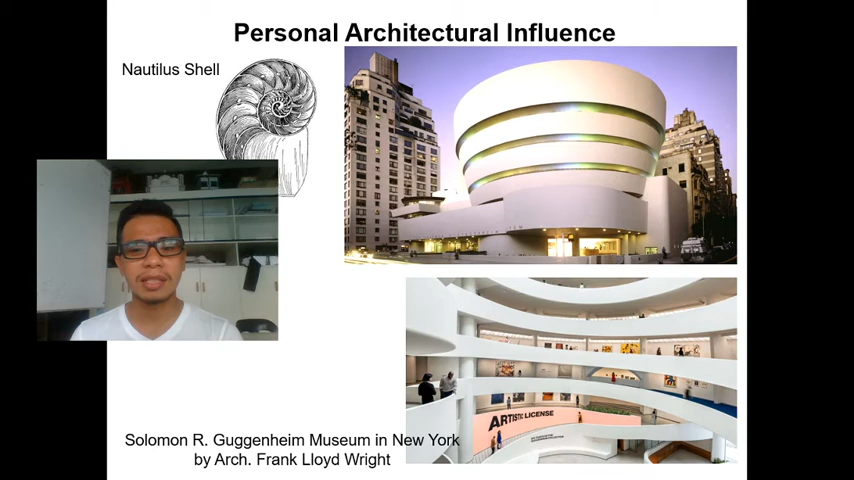 Personal Architectural Influence
Nautilus Shell
ARTISTIC LICENSE
Solomon R. Guggenheim Museum in New York
by Arch. Frank Lloyd Wright